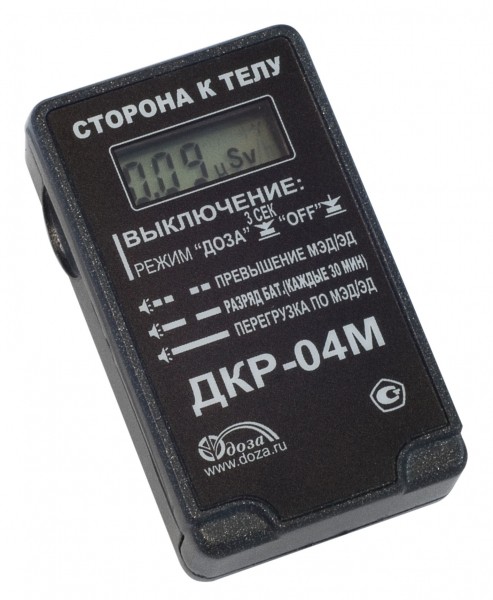 СТОРОНА К ТЕЛУ
0.09 µSv
ВЫКЛЮЧЕНИЕ:
3 СЕК
РЕЖИМ "ДОЗА" "OFF"
ПРЕВЫШЕНИЕ МЭД/ЭД
РАЗРЯД БАТ.(КАЖДЫЕ 30 МИН)
ПЕРЕГРУЗКА ПО МЭД/ЭД
ДКР-04М
доза
www.doza.ru